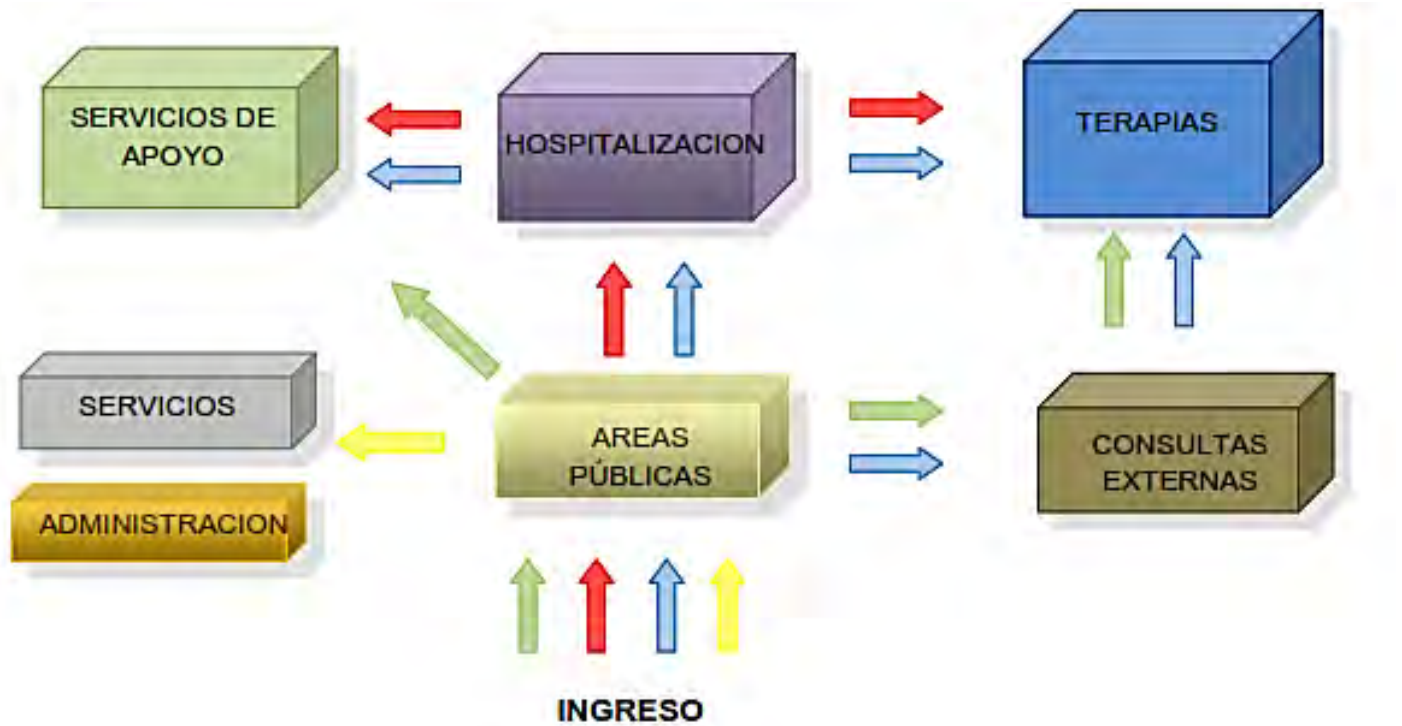 SERVICIOS DE
APOYO
HOSPITALIZACION
TERAPIAS
SERVICIOS
AREAS
PÚBLICAS
CONSULTAS
EXTERNAS
ADMINISTRACION
INGRESO